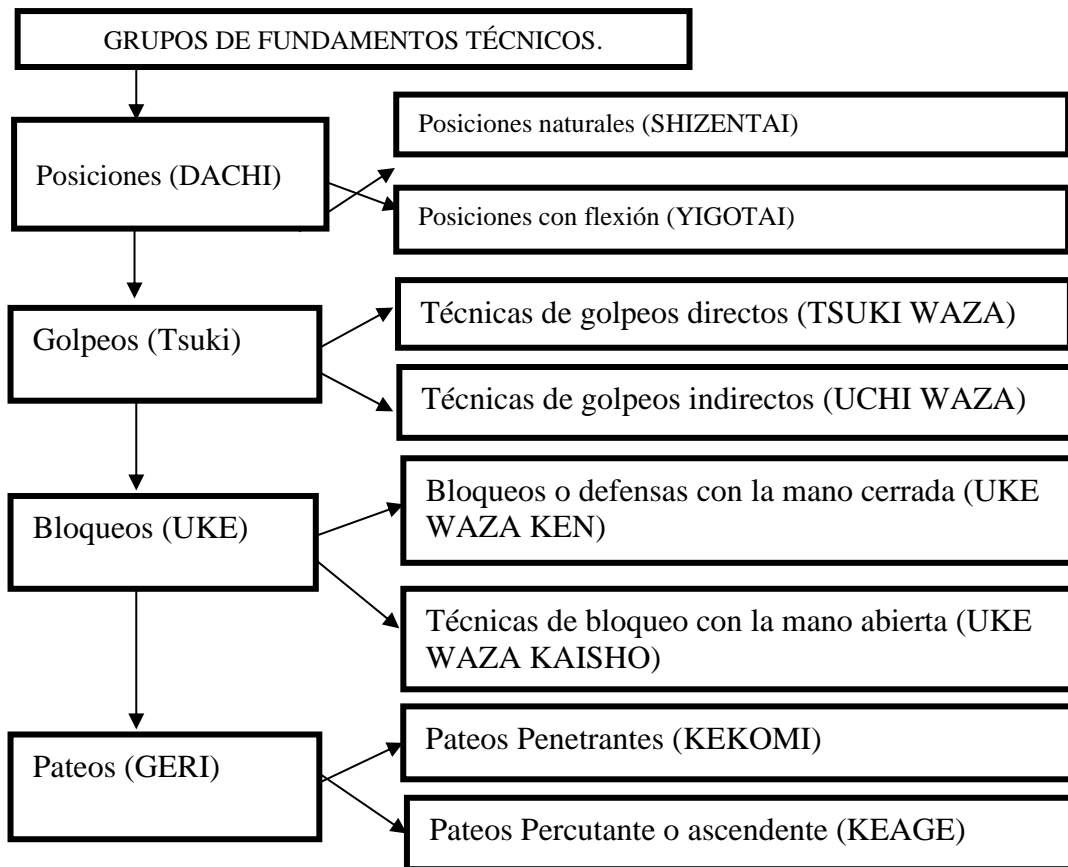 GRUPOS DE FUNDAMENTOS TÉCNICOS.
Posiciones (DACHI)
Posiciones naturales (SHIZENTAI)
Posiciones con flexión (YIGOTAI)
Golpeos (Tsuki)
Técnicas de golpeos directos (TSUKI WAZA)
Técnicas de golpeos indirectos (UCHI WAZA)
Bloqueos (UKE)
Bloqueos o defensas con la mano cerrada (UKE
WAZA KEN)
Técnicas de bloqueo con la mano abierta (UKE
WAZA KAISHO)
Pateos (GERI)
Pateos Penetrantes (KEKOMI)
Pateos Percutante o ascendente (KEAGE)